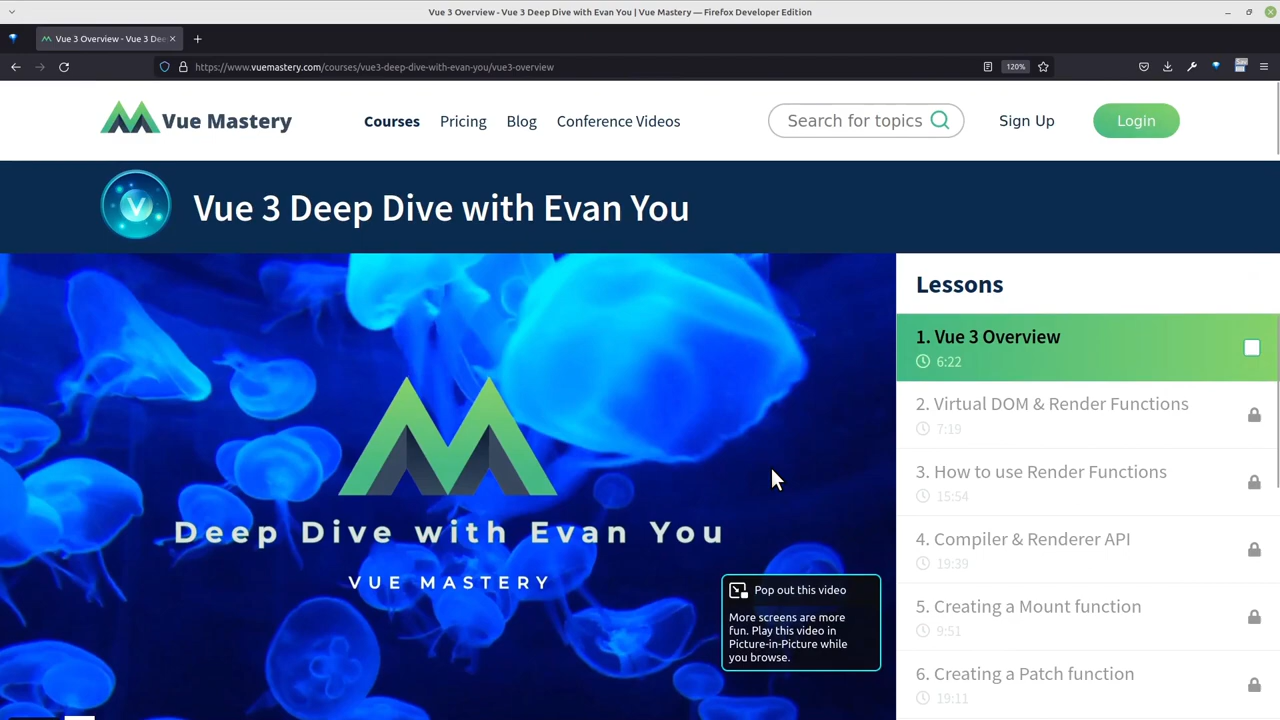 Vue 3 Overview - Vue 3 Deep Dive with Evan You | Vue Mastery — Firefox Developer Edition
Vue 3 Overview - Vue 3 Dee
https://www.vuemastery.com/courses/vue3-deep-dive-with-evan-you/vue3-overview
120%
Vue Mastery
Courses
Pricing
Blog
Conference Videos
Search for topics
Sign Up
Login
Vue 3 Deep Dive with Evan You
Deep Dive with Evan You
VUE MASTERY
Pop out this video
More screens are more
fun. Play this video in
Picture-in-Picture while
you browse.
Lessons
1. Vue 3 Overview
6:22
2. Virtual DOM & Render Functions
7:19
3. How to use Render Functions
15:54
4. Compiler & Renderer API
19:39
5. Creating a Mount function
9:51
6. Creating a Patch function
19:11